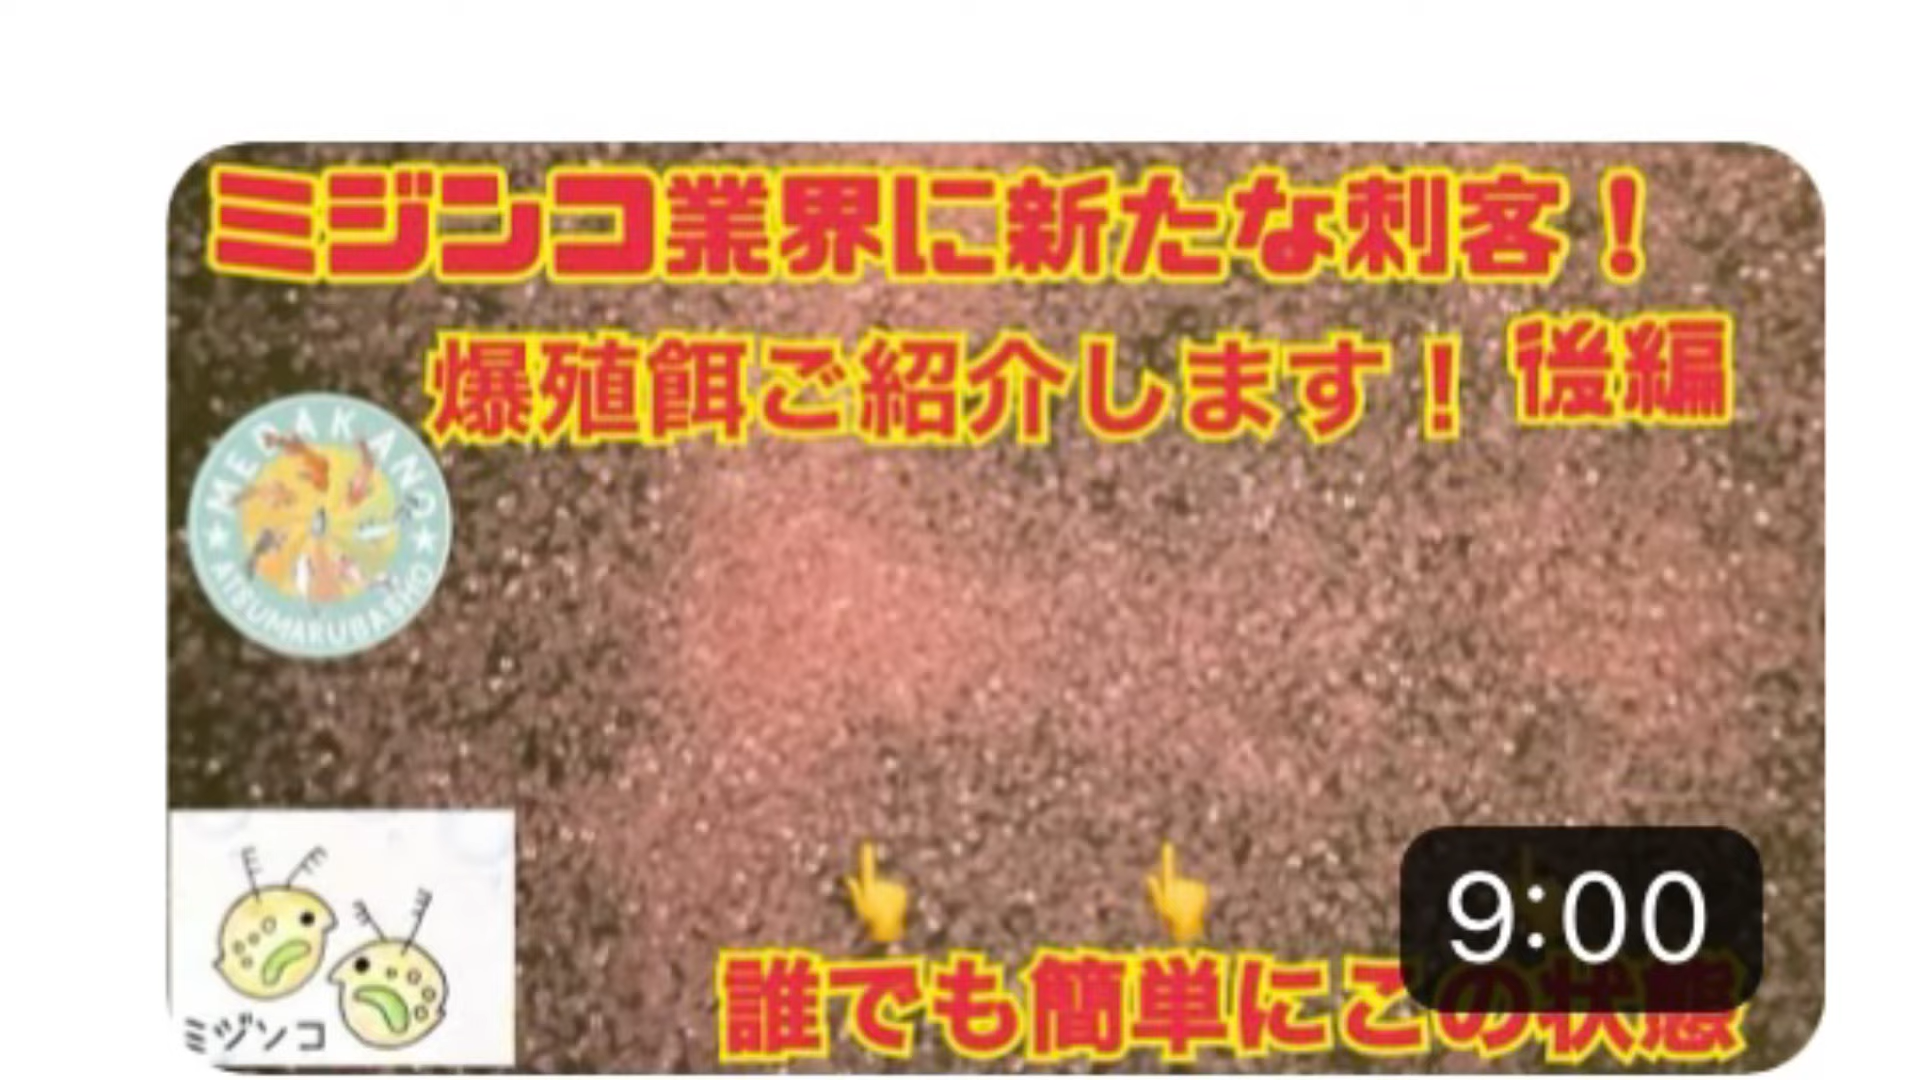 ミジンコ業界に新たな刺客！
爆殖餌ご紹介します！後編
MEDAKANO
ATSUMARUBASHO
ミジンコ
9:00
誰でも簡単にこの状態